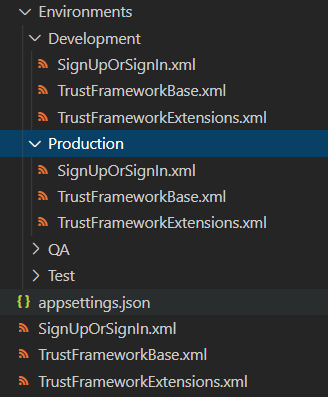 Environments
Development
SignUpOrSignIn.xml
TrustFrameworkBase.xml
TrustFrameworkExtensions.xml
Production
SignUpOrSignIn.xml
TrustFrameworkBase.xml
TrustFrameworkExtensions.xml
QA
Test
{} appsettings.json
SignUpOrSignIn.xml
TrustFrameworkBase.xml
TrustFrameworkExtensions.xml